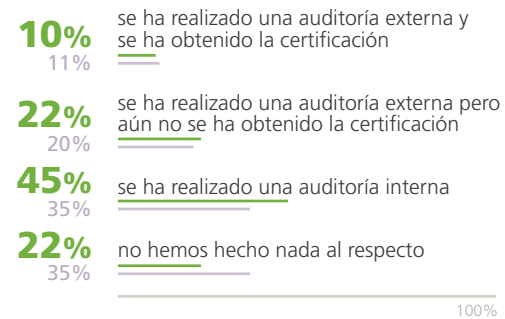 10% se ha realizado una auditoría externa y
11% se ha obtenido la certificación
22% se ha realizado una auditoría externa pero
aún no se ha obtenido la certificación
20%
45% se ha realizado una auditoría interna
35%
22% no hemos hecho nada al respecto
35%
100%